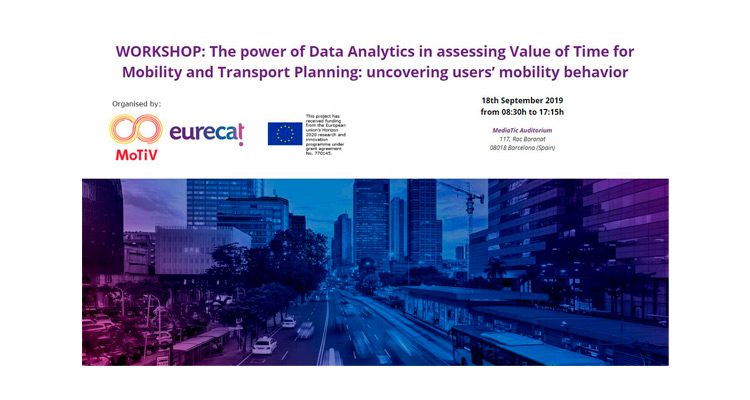 WORKSHOP: The power of Data Analytics in assessing Value of Time for
Mobility and Transport Planning: uncovering users' mobility behavior
Organised by:
MoTiV
eurecat
This project has
received funding
from the European
union's Horizon
2020 research and
innovation
programme under
grant agreement
No. 770145.
18th September 2019
from 08:30h to 17:15h
MediaTic Auditorium
117, Roc Boronat
08018 Barcelona (Spain)